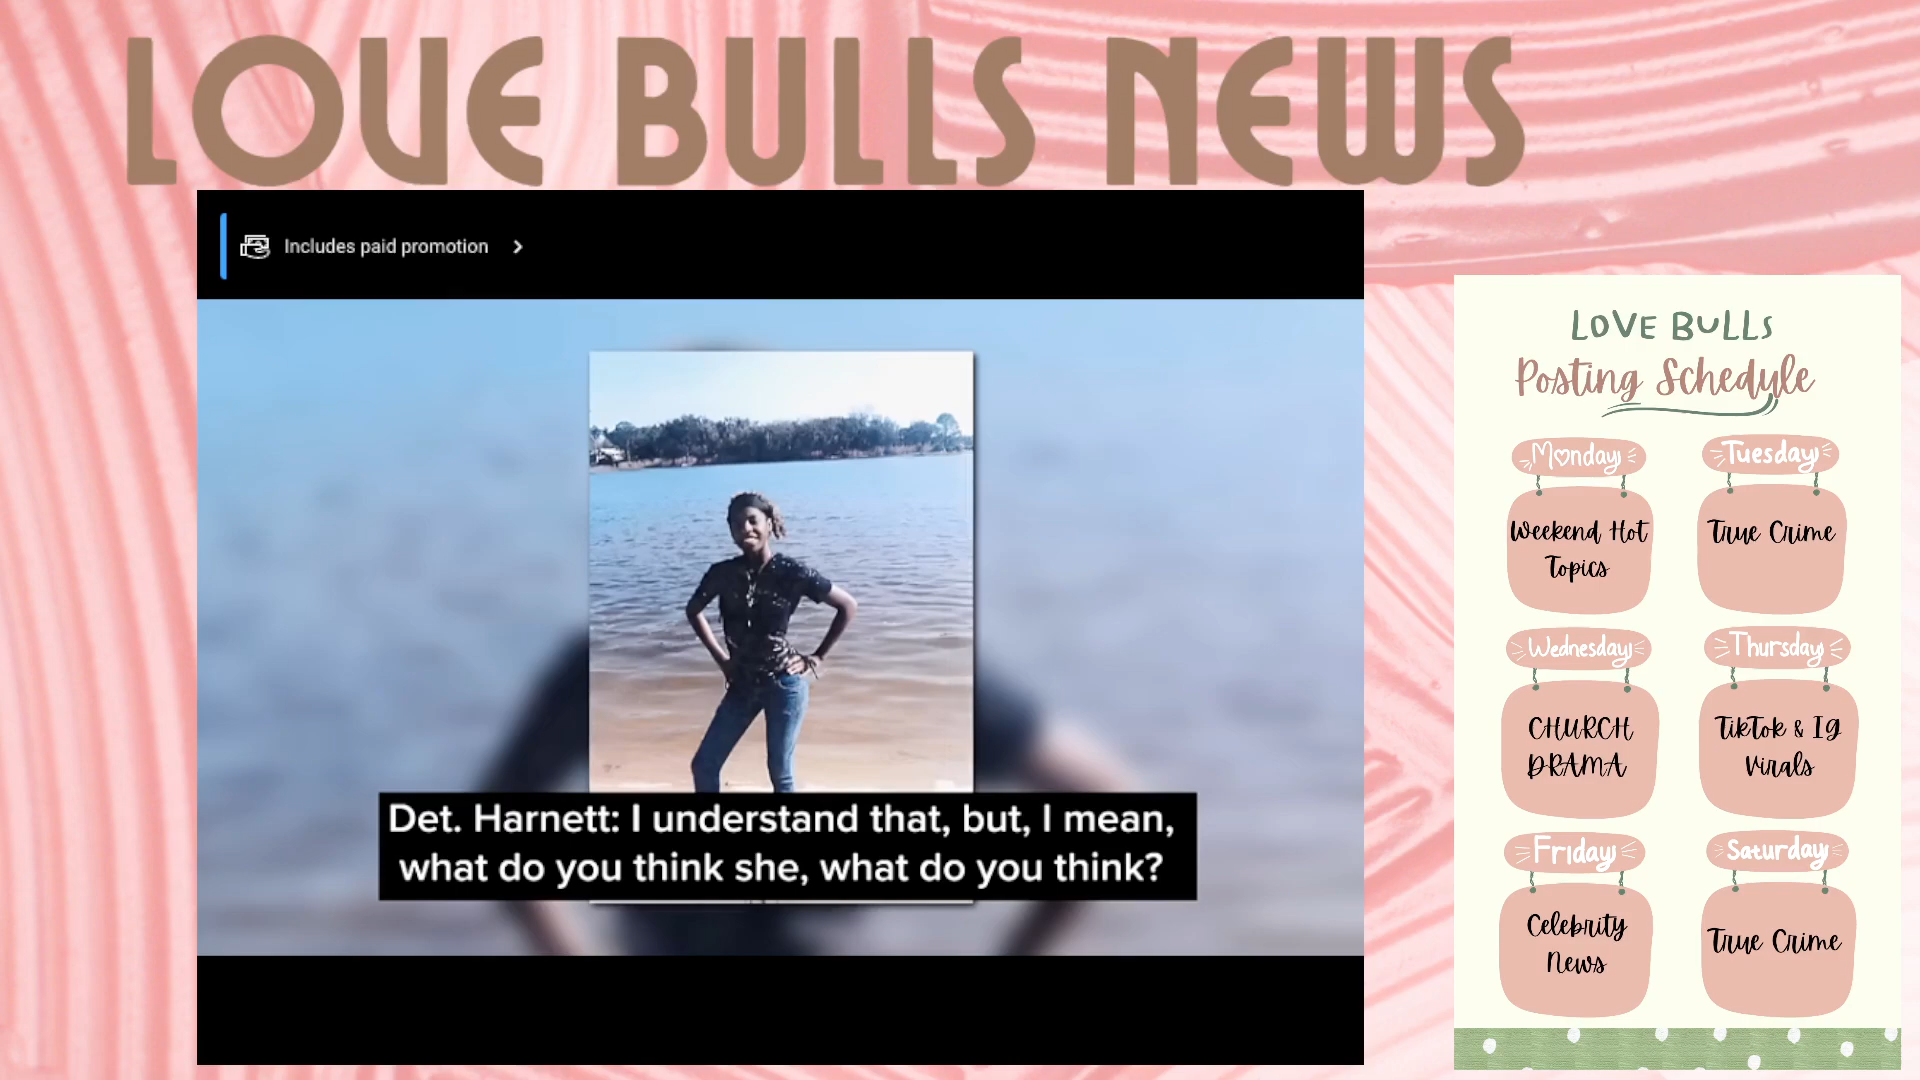 LOVE BULLS NEWS
Includes paid promotion
Det. Harnett: I understand that, but, I mean,
what do you think she, what do you think?
LOVE BULLS
Posting Schedule
Monday
Weekend Hot
Topics
Tuesday
True Crime
Wednesday
CHURCH
DRAMA
Thursday
TikTok & IG
Virals
Friday
Celebrity
News
Saturday
True Crime